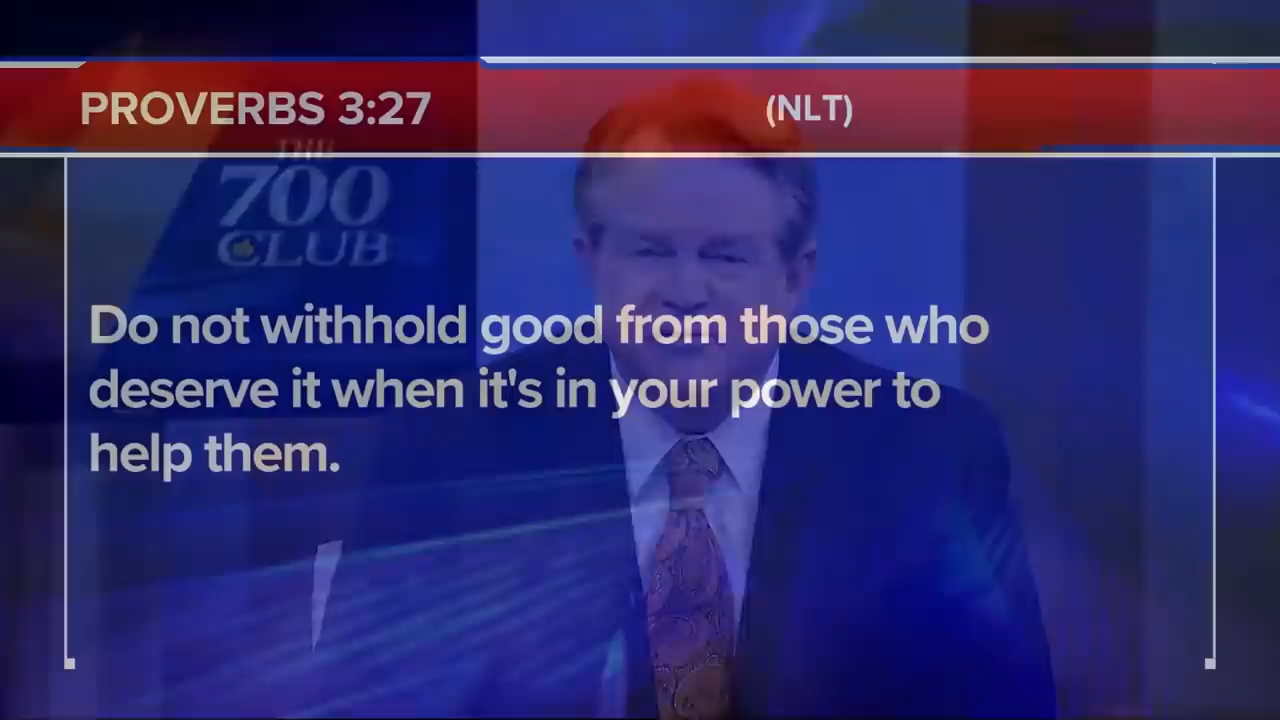 PROVERBS 3:27 (NLT)
THE
700
CLUB
Do not withhold good from those who
deserve it when it's in your power to
help them.